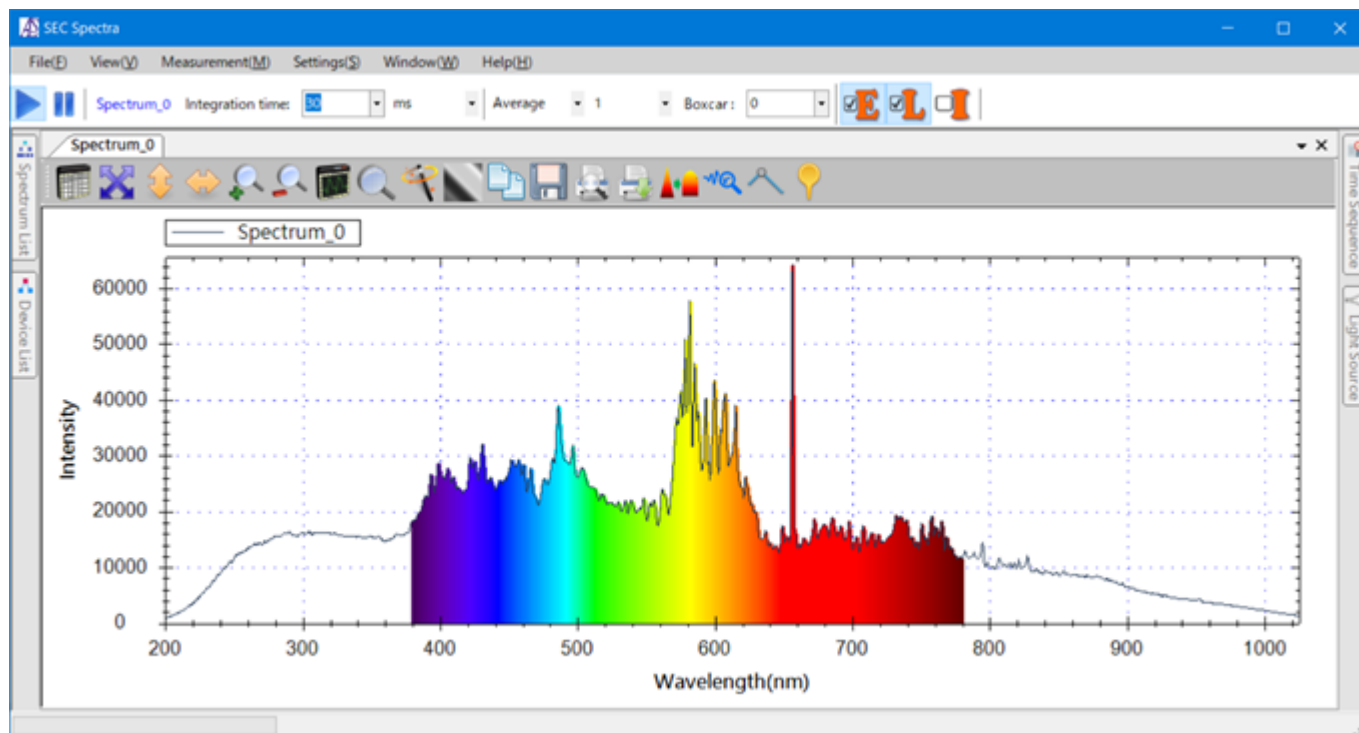 SEC Spectra
File(F) View(V) Measurement(M) Settings(S) Window(W) Help(H)
Spectrum_0 Integration time: 30 ms Average 1 Boxcar: 0 E L I
Spectrum_0
Spectrum List
Device List
Time Sequence
Light Source
Spectrum_0
Intensity
60000
50000
40000
30000
20000
10000
0
200 300 400 500 600 700 800 900 1000
Wavelength(nm)